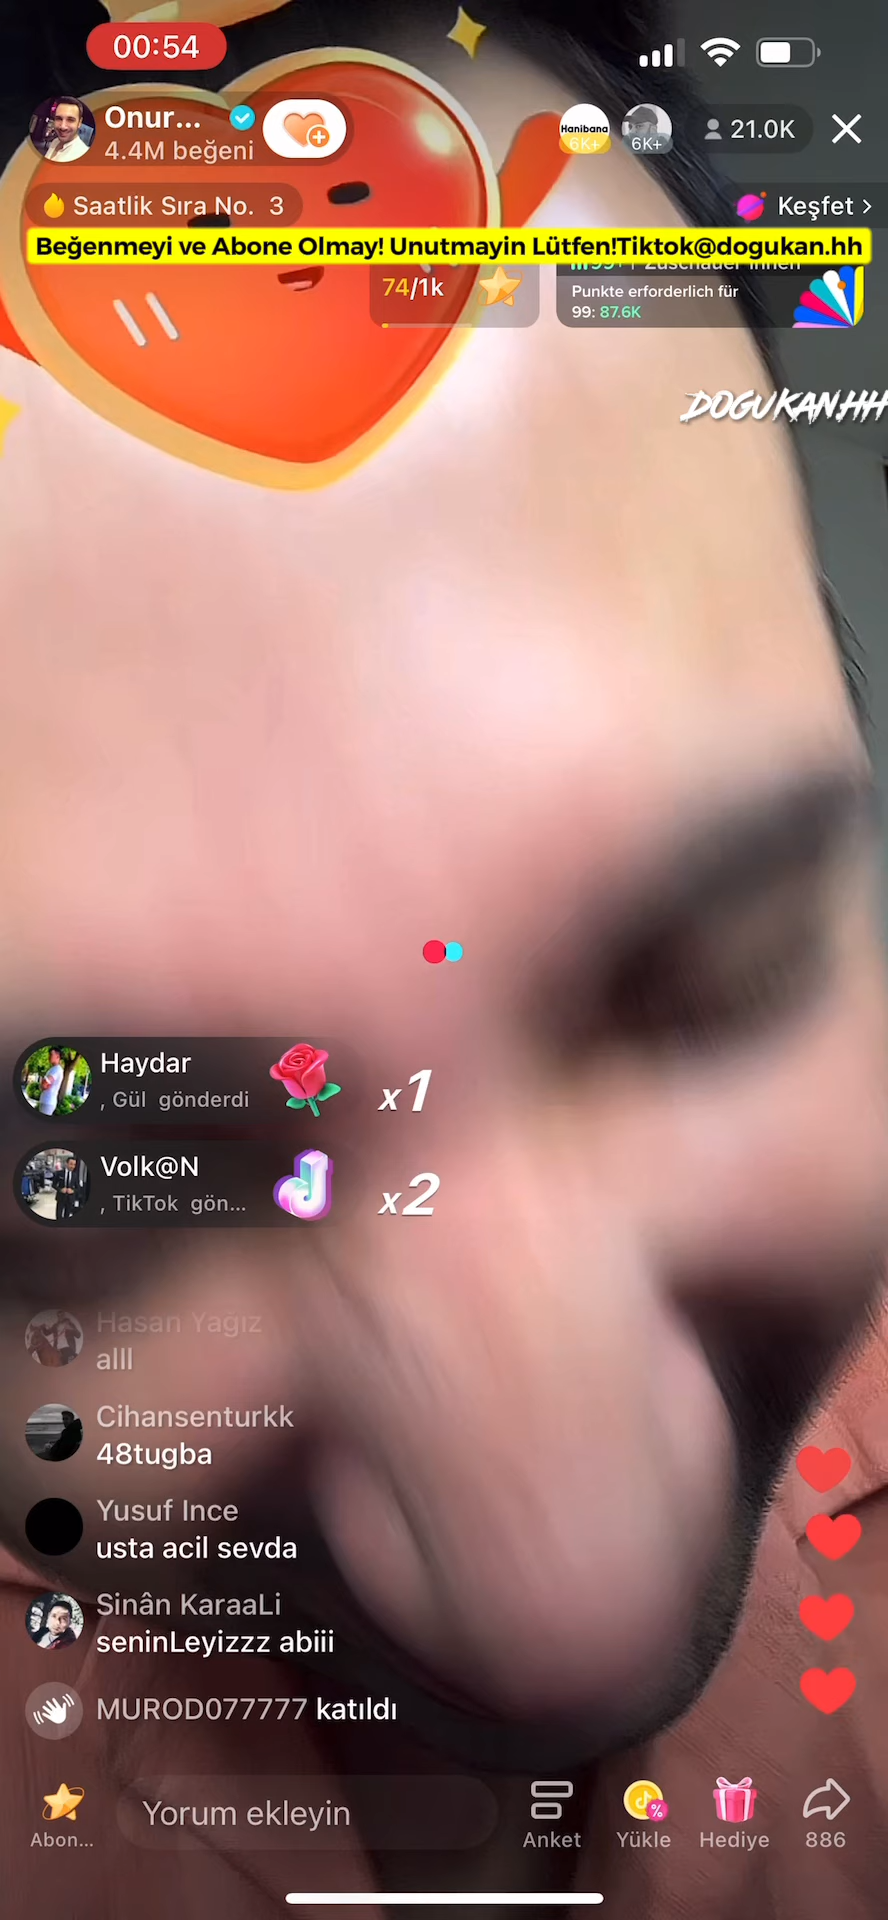 00:54
Onur...
4.4M beğeni
Hanibana
6K+
6K+
21.0K
Saatlik Sıra No. 3
Keşfet
Beğenmeyi ve Abone Olmay! Unutmayin Lütfen!Tiktok@dogukan.hh
74/1k
Punkte erforderlich für
99: 87.6K
DOGUKAN.HH
Haydar
, Gül gönderdi
x1
Volk@N
, TikTok gön...
x2
Hasan Yağız
alll
Cihansenturkk
48tugba
Yusuf Ince
usta acil sevda
Sinân KaraaLi
seninLeyizzz abiii
MUROD077777 katıldı
Abon...
Yorum ekleyin
Anket
Yükle
Hediye
886